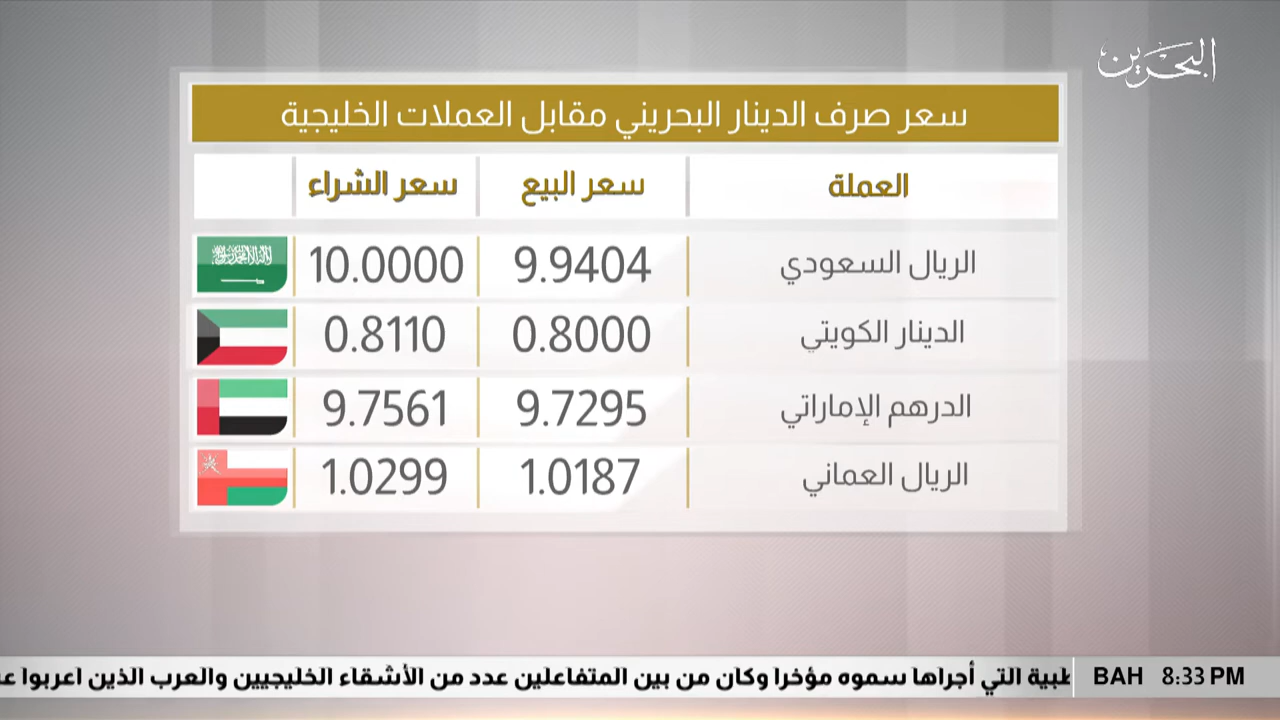 البحرين
سعر صرف الدينار البحريني مقابل العملات الخليجية
العملة سعر البيع سعر الشراء
الريال السعودي 9.9404 10.0000
الدينار الكويتي 0.8000 0.8110
الدرهم الإماراتي 9.7295 9.7561
الريال العماني 1.0187 1.0299
BAH 8:33 PM
طبية التي أجراها سموه مؤخرا وكان من بين المتفاعلين عدد من الأشقاء الخليجيين والعرب الذين اعربوا